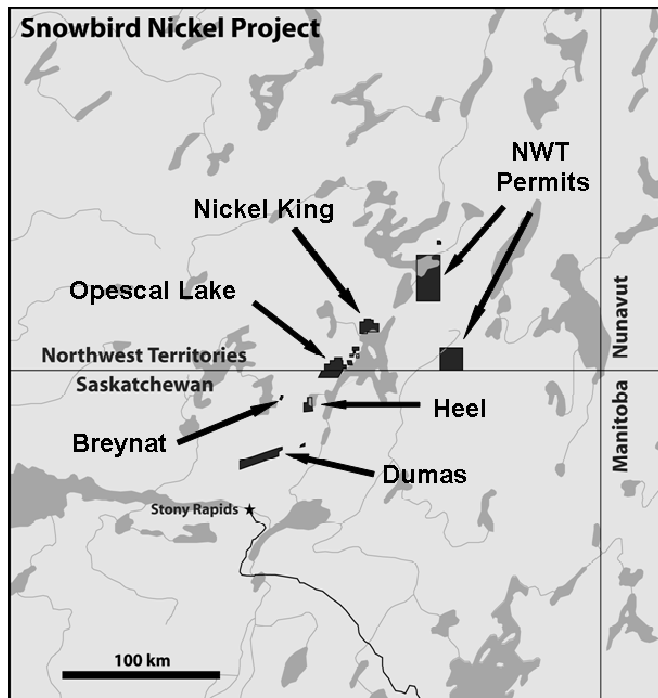 Snowbird Nickel Project
NWT
Permits
Nickel King
Opescal Lake
Nunavut
Northwest Territories
Saskatchewan
Manitoba
Heel
Breynat
Dumas
Stony Rapids
100 km